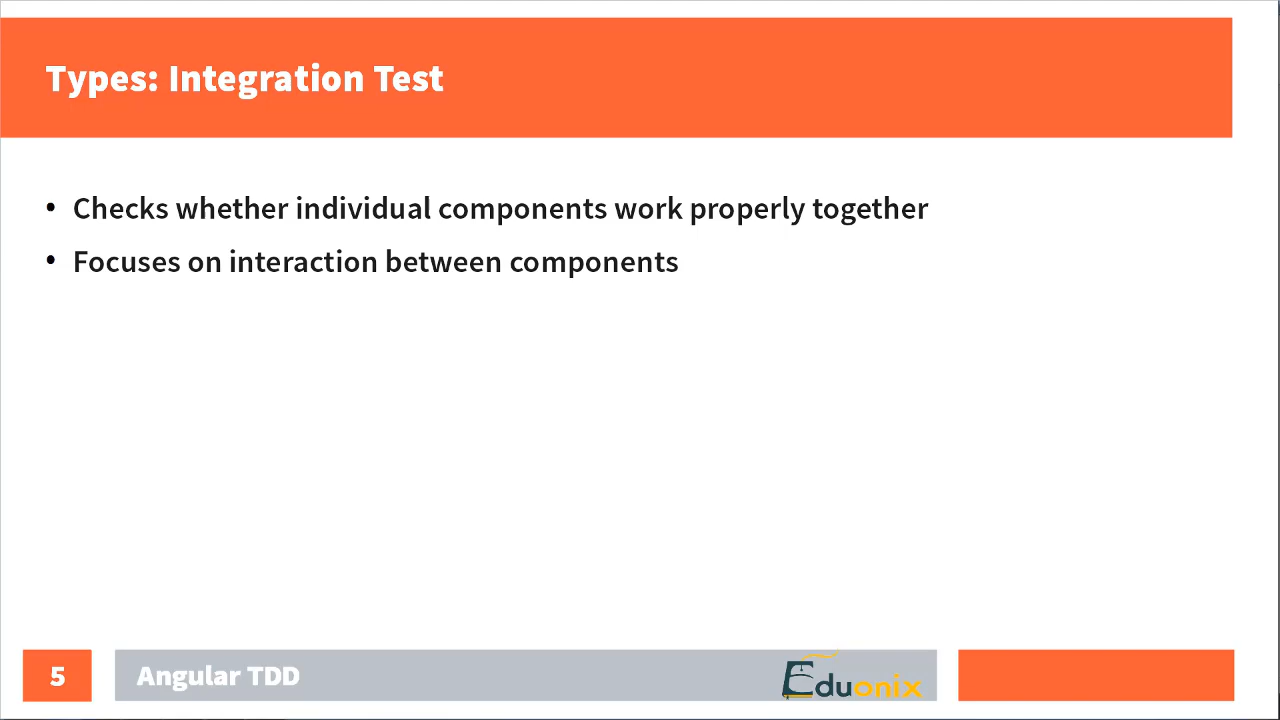 Types: Integration Test
• Checks whether individual components work properly together
• Focuses on interaction between components
5
Angular TDD
Eduonix